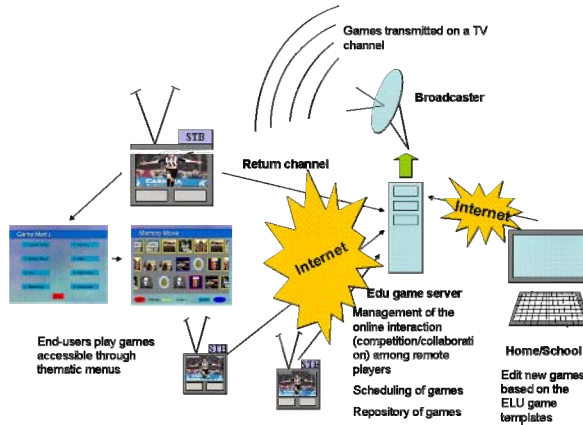 Games transmitted on a TV
channel
Broadcaster
STB
Return channel
Internet
Internet
Game Menu
Memory Move
Edu game server
Management of the
online interaction
(competition/collaborati
on) among remote
players
Scheduling of games
Repository of games
End-users play games
accessible through
thematic menus
STB
STB
Home/School
Edit new games
based on the
ELU game
templates